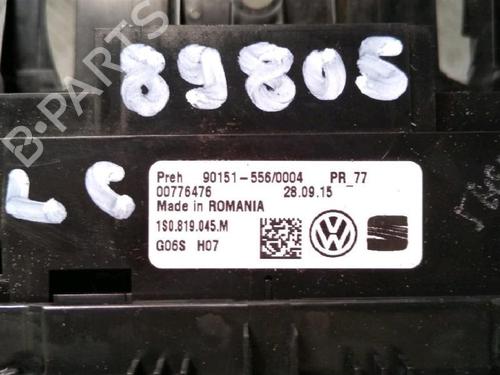 89805
LC
Preh 90151-556/0004 PR_77
00776476 28.09.15
Made in ROMANIA
1S0.819.045.M
G06S H07
B-PARTS